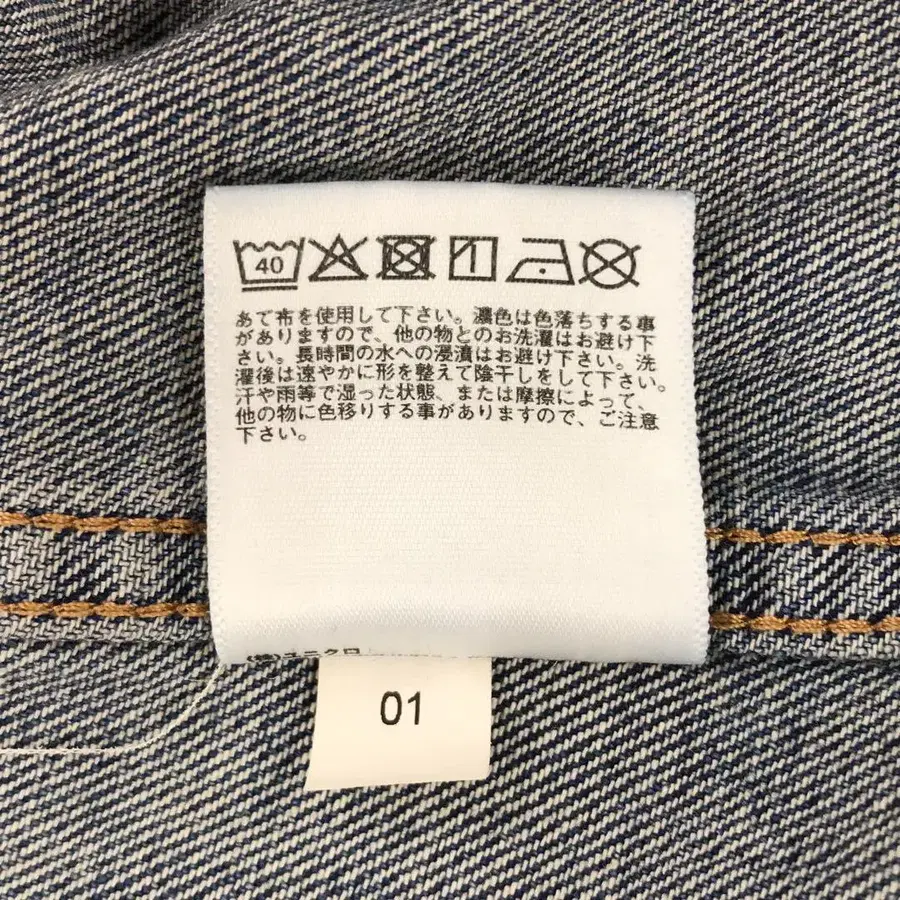 40
あて布を使用して下さい。濃色は色落ちする事
がありますので、他の物とのお洗濯はお避け下
さい。長時間の水への浸漬はお避け下さい。洗
濯後は速やかに形を整えて陰干しをして下さい。
汗や雨等で湿った状態、または摩擦によって、
他の物に色移りする事がありますので、ご注意
下さい。
(株)ユニクロ
01